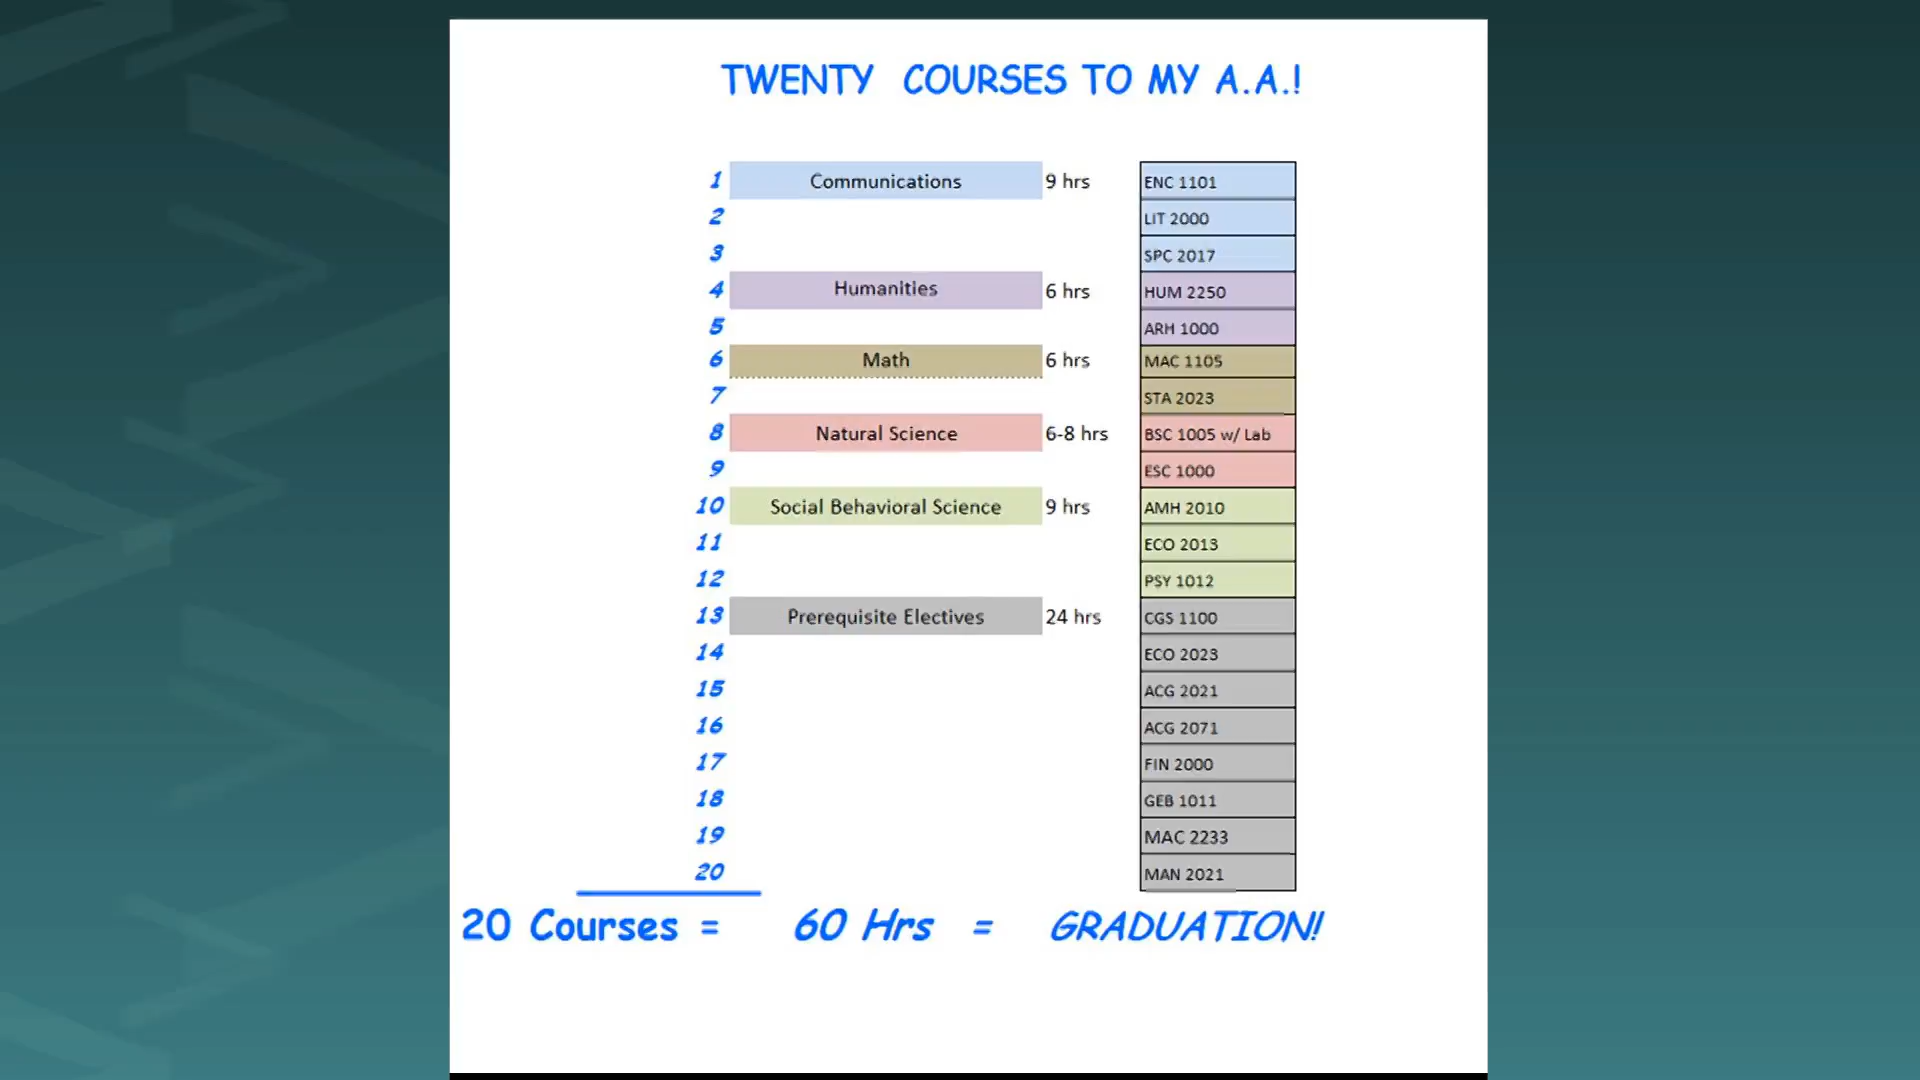 TWENTY COURSES TO MY A.A.!
1 Communications 9 hrs ENC 1101
2 LIT 2000
3 SPC 2017
4 Humanities 6 hrs HUM 2250
5 ARH 1000
6 Math 6 hrs MAC 1105
7 STA 2023
8 Natural Science 6-8 hrs BSC 1005 w/ Lab
9 ESC 1000
10 Social Behavioral Science 9 hrs AMH 2010
11 ECO 2013
12 PSY 1012
13 Prerequisite Electives 24 hrs CGS 1100
14 ECO 2023
15 ACG 2021
16 ACG 2071
17 FIN 2000
18 GEB 1011
19 MAC 2233
20 MAN 2021
20 Courses = 60 Hrs = GRADUATION!